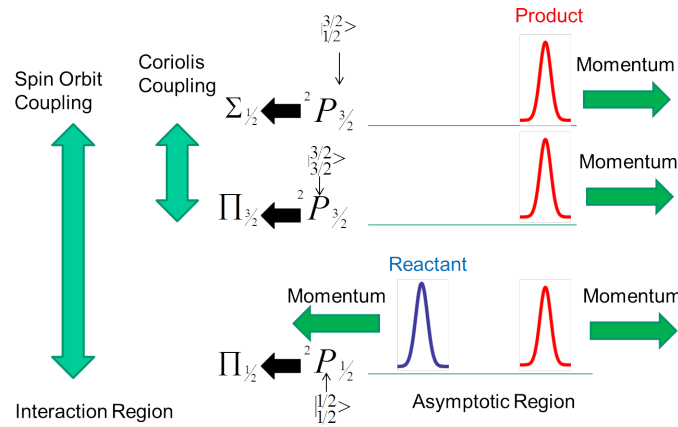 |3/2
1/2>
Product
Spin Orbit
Coupling
Coriolis
Coupling
Momentum
Σ1/2
2P3/2
|3/2
3/2>
Momentum
Π3/2
2P3/2
Reactant
Momentum
Momentum
Π1/2
2P1/2
|1/2
1/2>
Interaction Region
Asymptotic Region